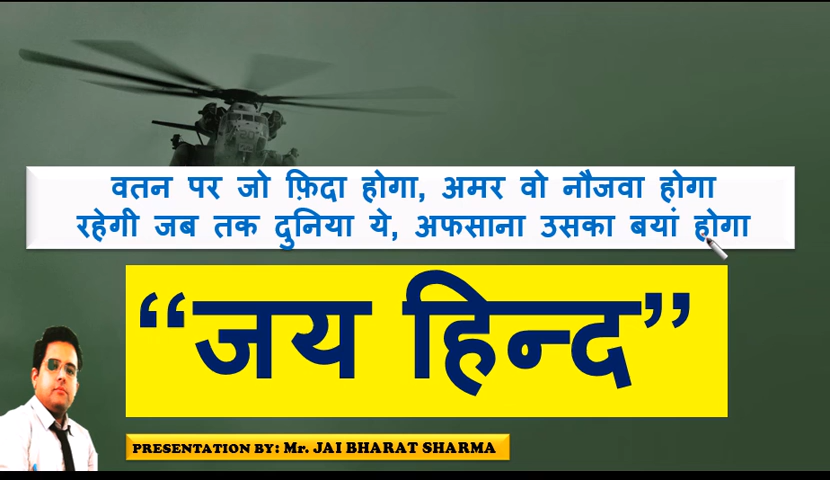 वतन पर जो फ़िदा होगा, अमर वो नौजवा होगा
रहेगी जब तक दुनिया ये, अफसाना उसका बयां होगा
“जय हिन्द”
PRESENTATION BY: Mr. JAI BHARAT SHARMA